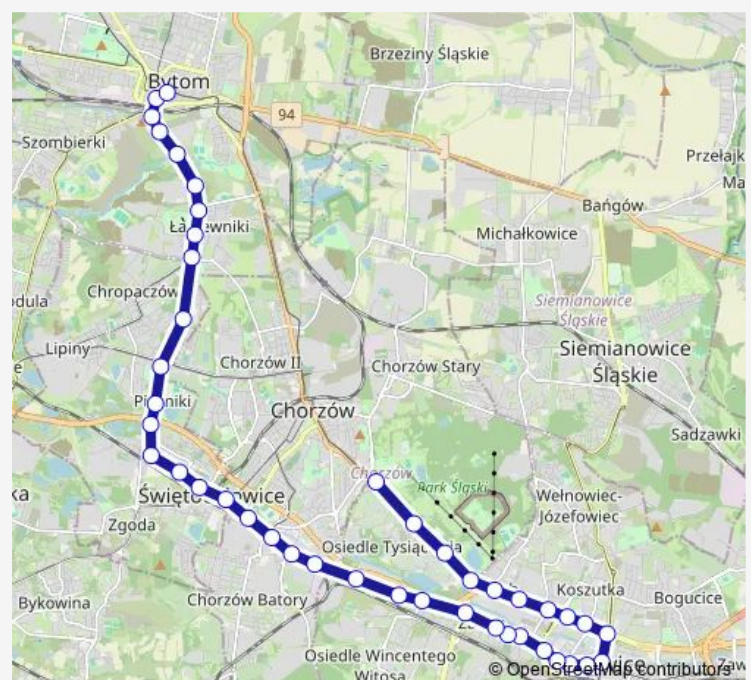 Brzeziny Śląskie
Bytom
94
Szombierki
Przełajk
Ma
Bańgów
Michałkowice
Chropaczów
Siemianowice
Śląskie
odula
Lipiny
Chorzów II
Chorzów Stary
Siemianowice
Śląskie
Chorzów
Sadzawki
Chorzów
Park Śląski
Wełnowiec-
Józefowiec
ka
Zgoda
Osiedle Tysiąclecia
Koszutka
Bogucice
Bykowina
Chorzów Batory
Osiedle Wincentego
Witosa
Zaw
© OpenStreetMap contributors